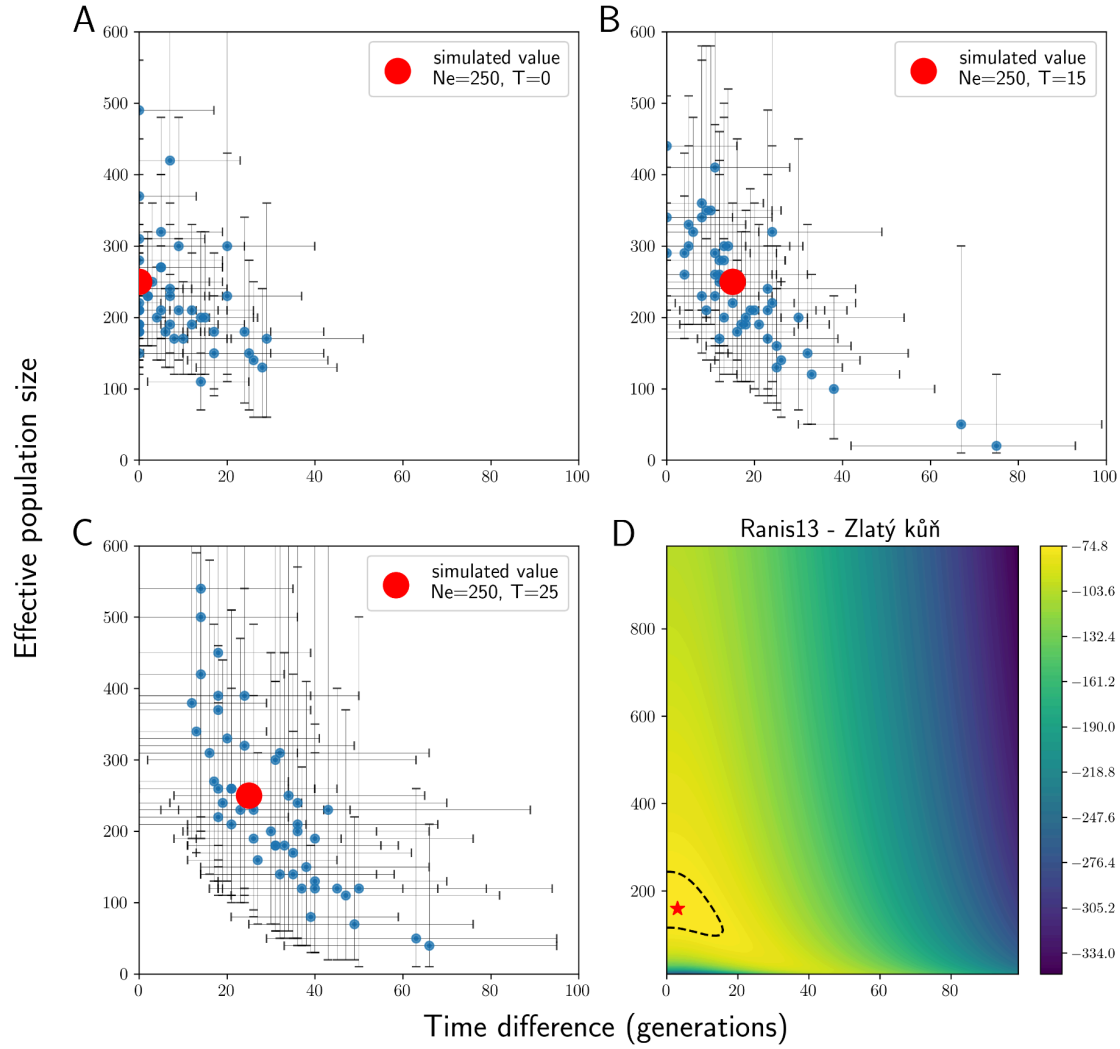 A
simulated value
Ne=250, T=0
600
500
400
300
200
100
0
0 20 40 60 80 100
B
simulated value
Ne=250, T=15
600
500
400
300
200
100
0
0 20 40 60 80 100
C
simulated value
Ne=250, T=25
600
500
400
300
200
100
0
0 20 40 60 80 100
D
Ranis13 - Zlatý kůň
800
600
400
200
0 20 40 60 80
−74.8
−103.6
−132.4
−161.2
−190.0
−218.8
−247.6
−276.4
−305.2
−334.0
Effective population size
Time difference (generations)